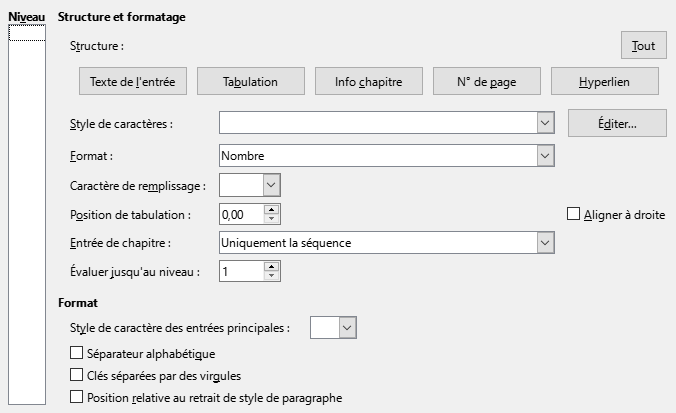 Niveau Structure et formatage
Structure : Tout
Texte de l'entrée Tabulation Info chapitre N° de page Hyperlien
Style de caractères : Éditer...
Format : Nombre
Caractère de remplissage :
Position de tabulation : 0,00 Aligner à droite
Entrée de chapitre : Uniquement la séquence
Évaluer jusqu'au niveau : 1
Format
Style de caractère des entrées principales :
Séparateur alphabétique
Clés séparées par des virgules
Position relative au retrait de style de paragraphe